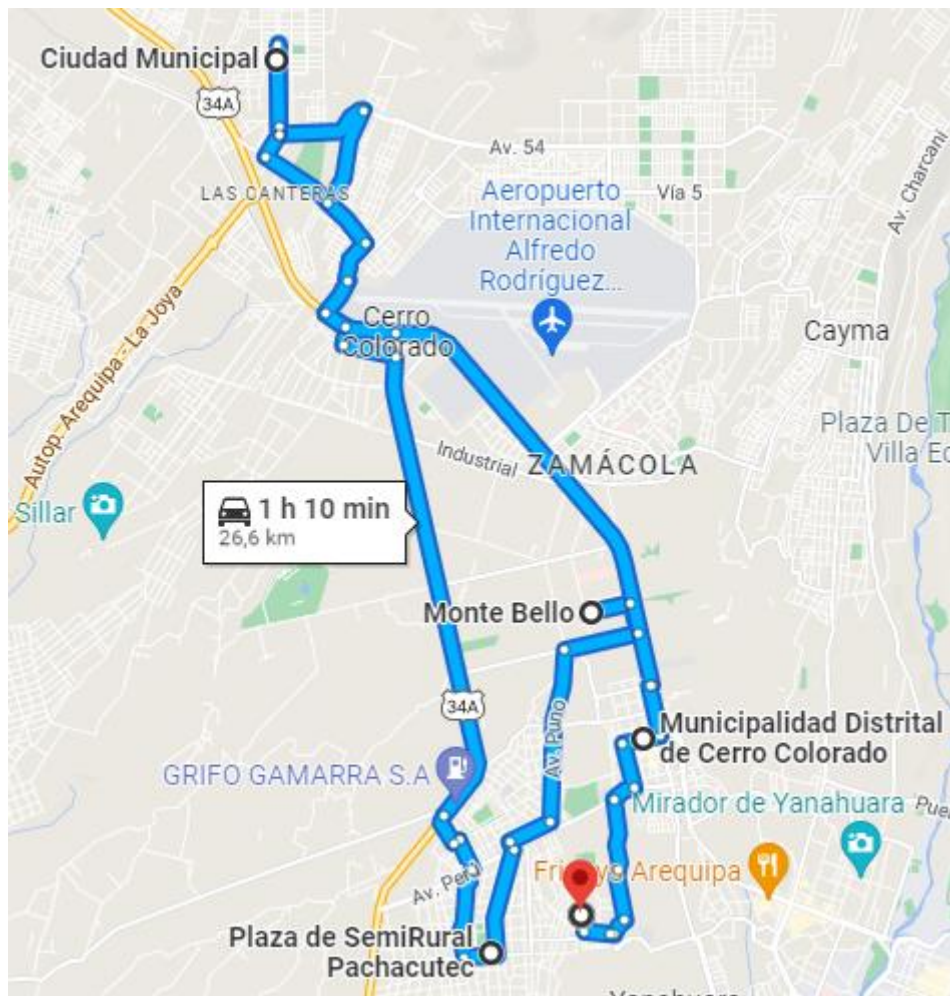 Ciudad Municipal
34A
Av. 54
LAS CANTERAS
Vía 5
Av. Charcani
Aeropuerto
Internacional
Alfredo
Rodríguez...
Autop. Arequipa - La Joya
Cerro
Colorado
Cayma
Plaza De T
Villa Ec
Industrial
ZAMÁCOLA
Sillar
1 h 10 min
26,6 km
Monte Bello
34A
Av. Puno
Municipalidad Distrital
de Cerro Colorado
GRIFO GAMARRA S.A
Mirador de Yanahuara
Pue
Av. Perú
Arequipa
Plaza de SemiRural
Pachacutec